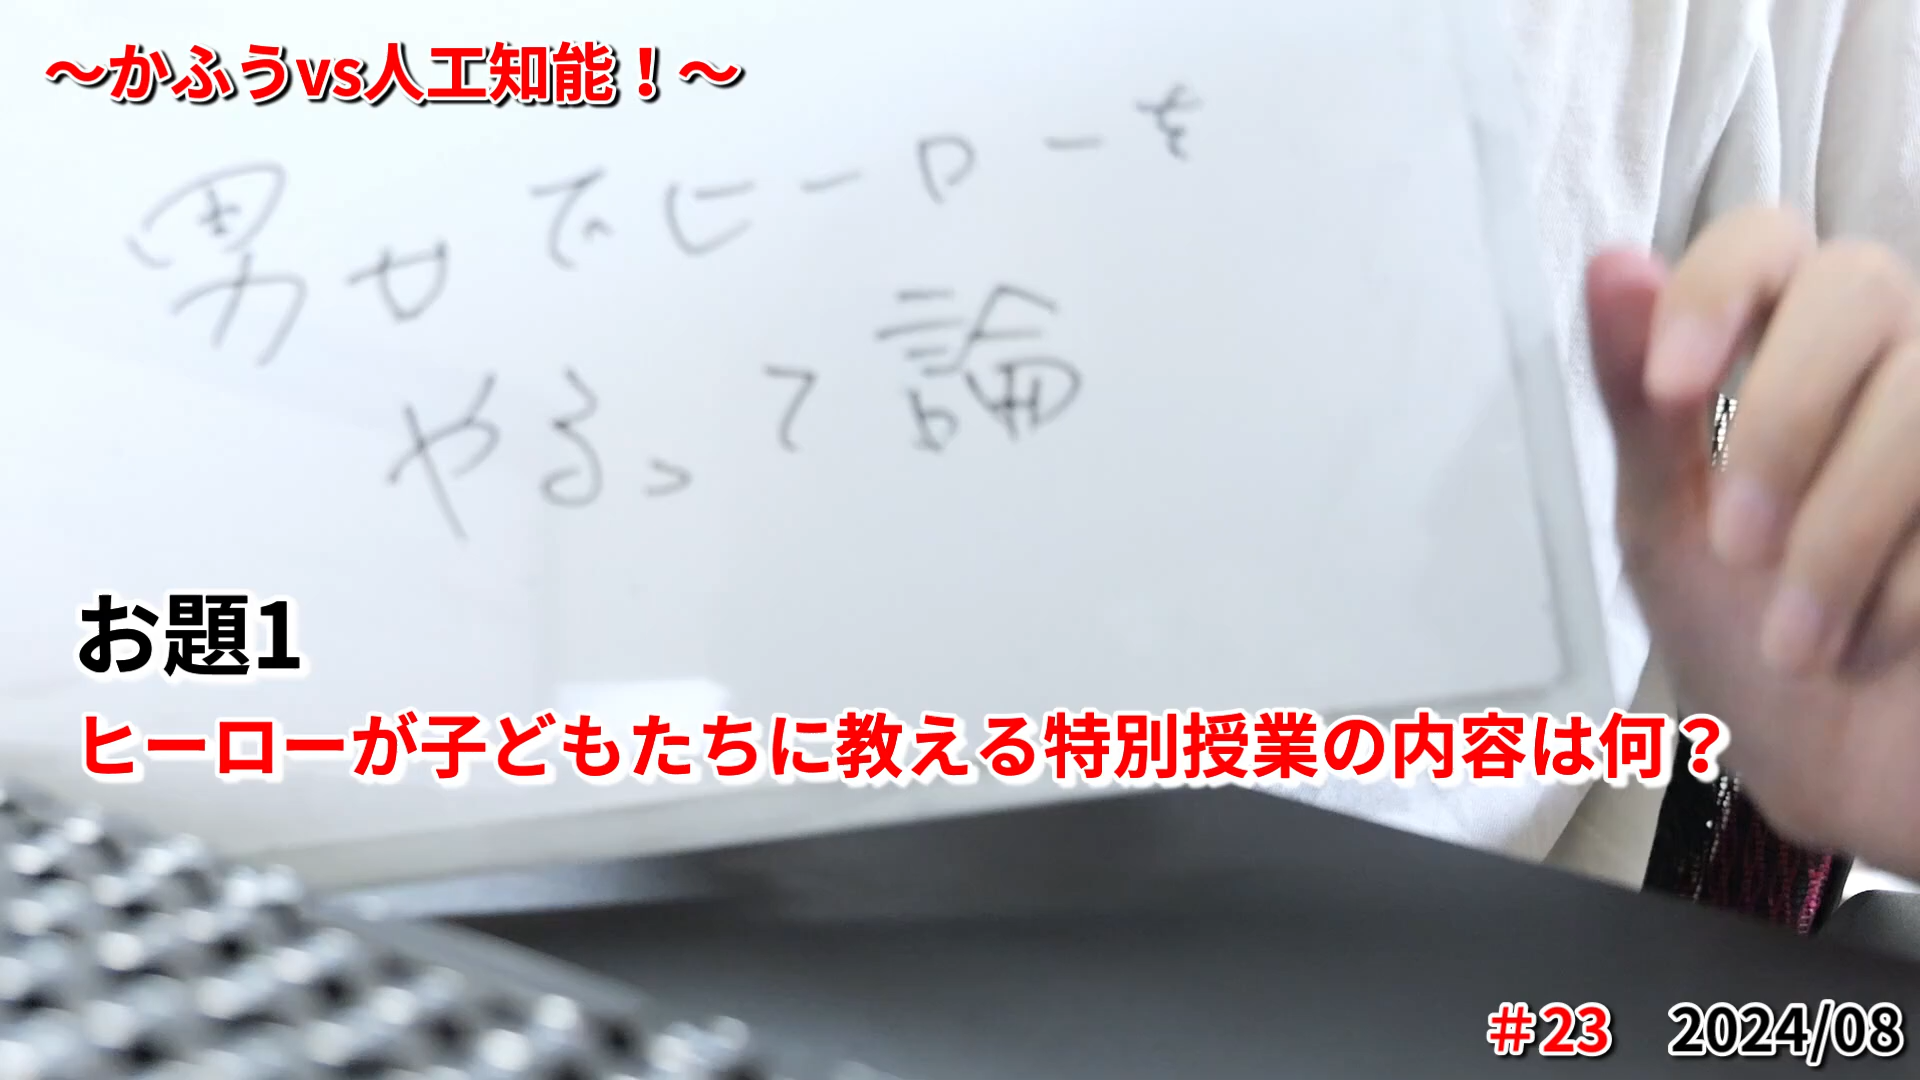 ～かふうvs人工知能！～
男女でヒーローを
やるって論
お題1
ヒーローが子どもたちに教える特別授業の内容は何？
＃23　2024/08